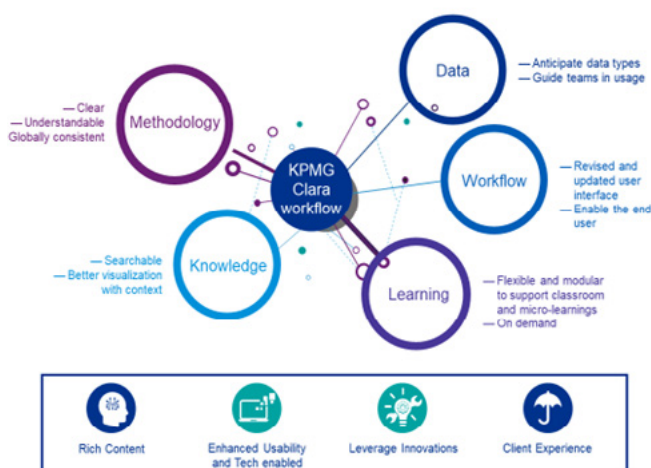 Data
— Anticipate data types
— Guide teams in usage
— Clear
— Understandable
Globally consistent
Methodology
KPMG
Clara
workflow
Workflow
— Revised and
updated user
interface
— Enable the end
user
— Searchable
— Better visualization
with context
Knowledge
Learning
— Flexible and modular
to support classroom
and micro-learnings
— On demand
Rich Content
Enhanced Usability
and Tech enabled
Leverage Innovations
Client Experience